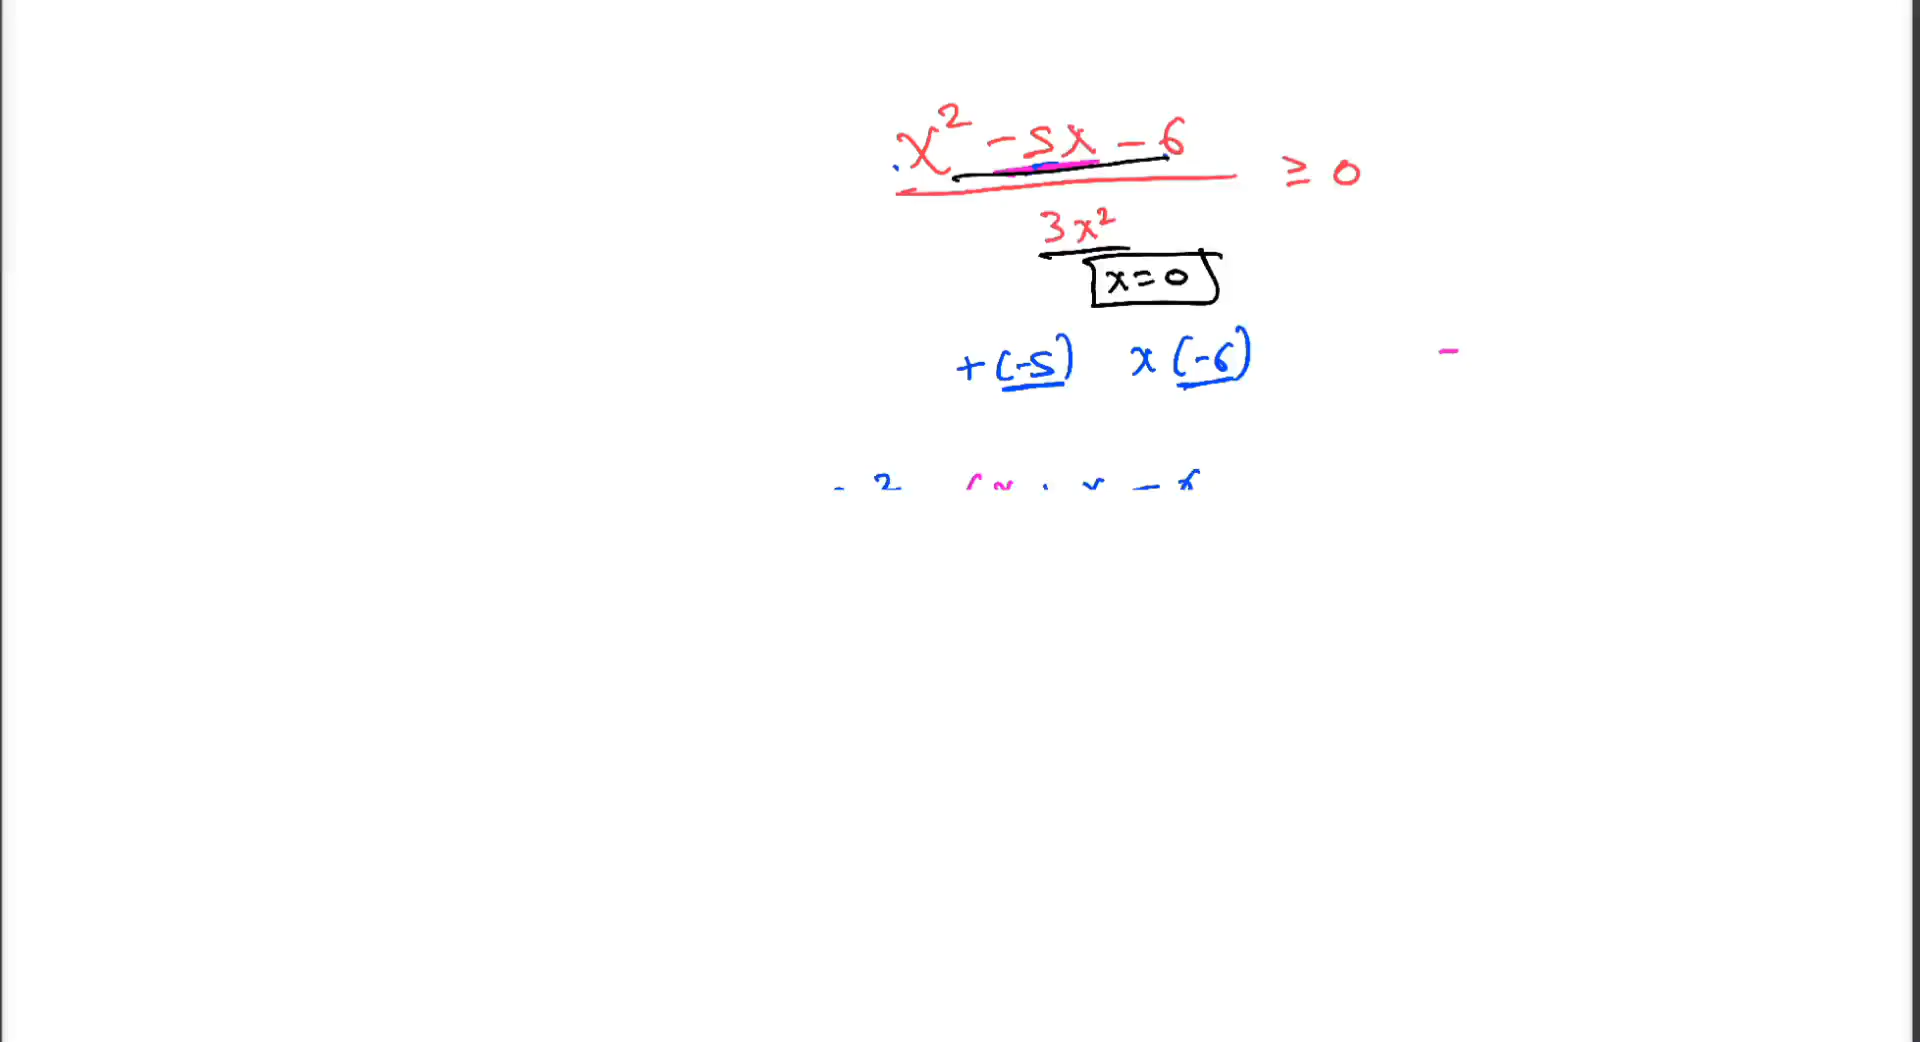 x² - 5x - 6
3x²
≥ 0
x = 0
+(-5) x(-6)
-